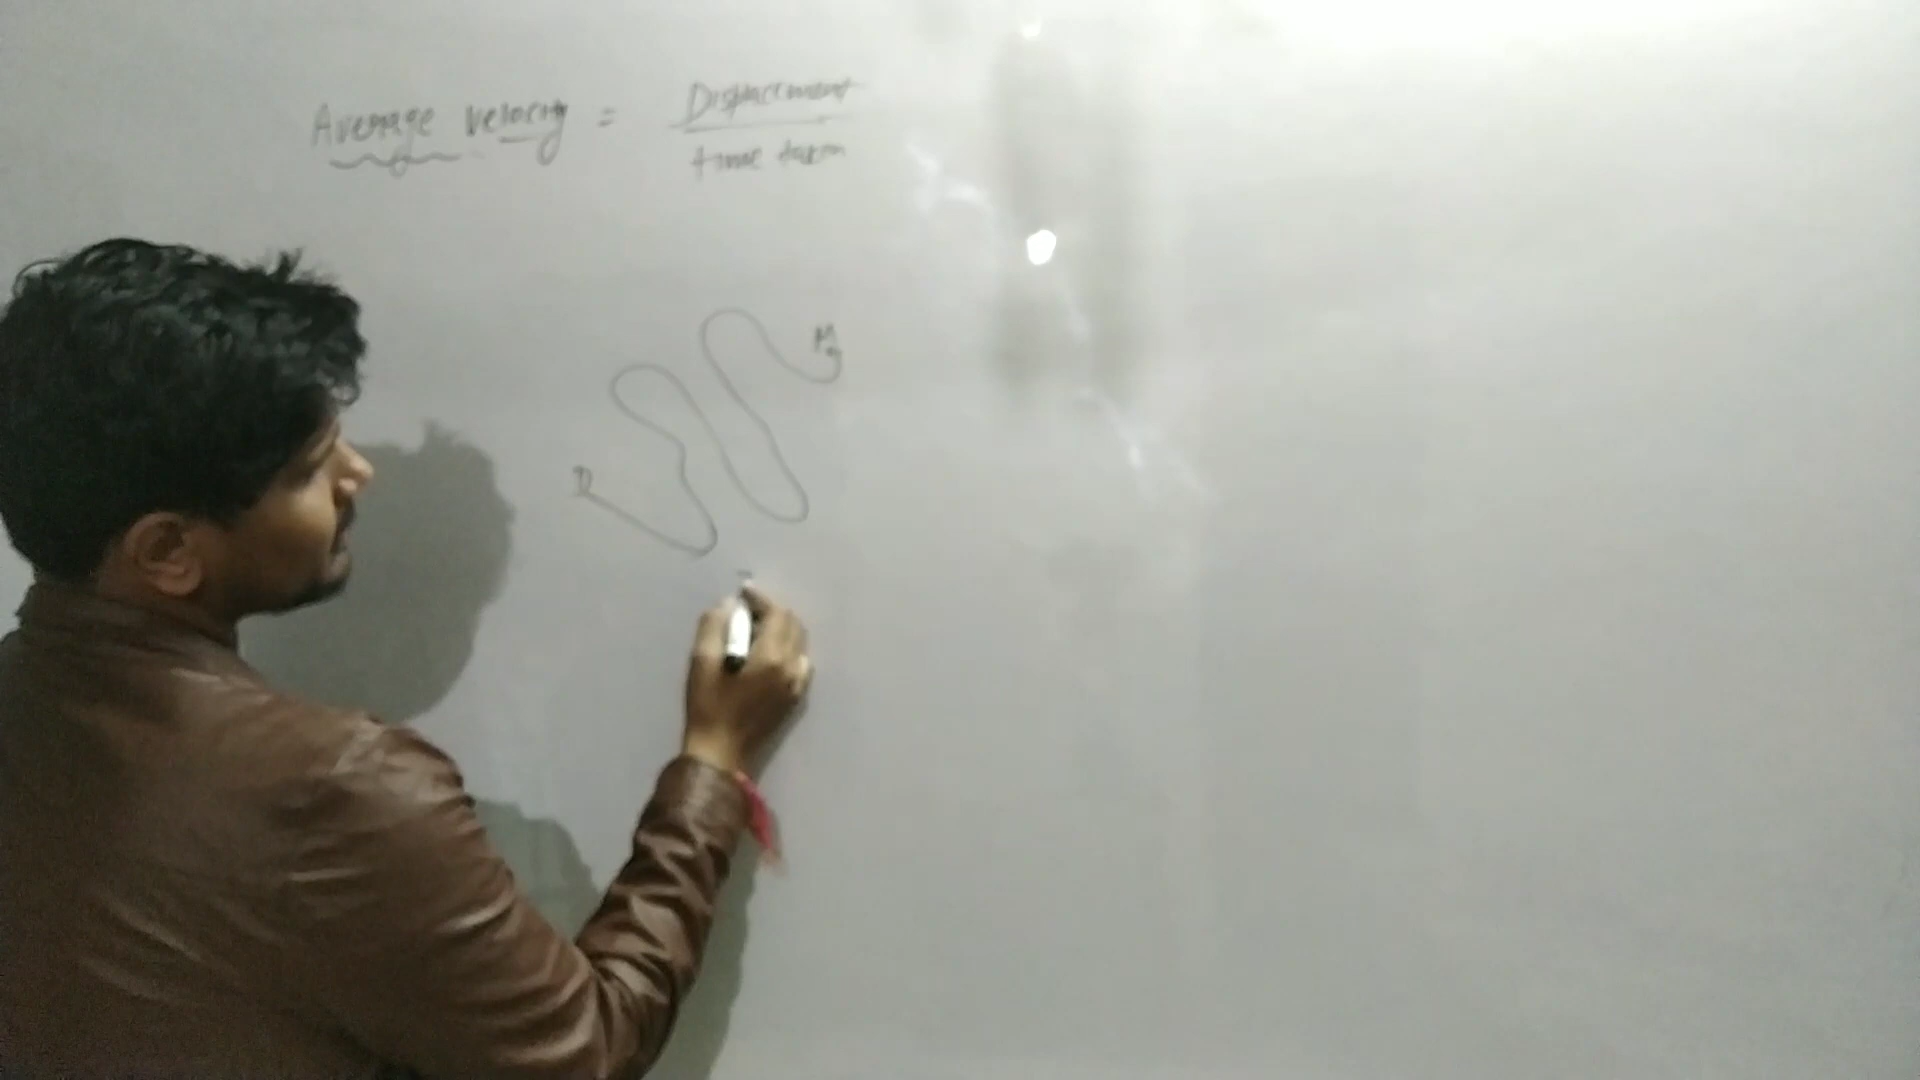 Average velocity = Displacement
time taken
M
D